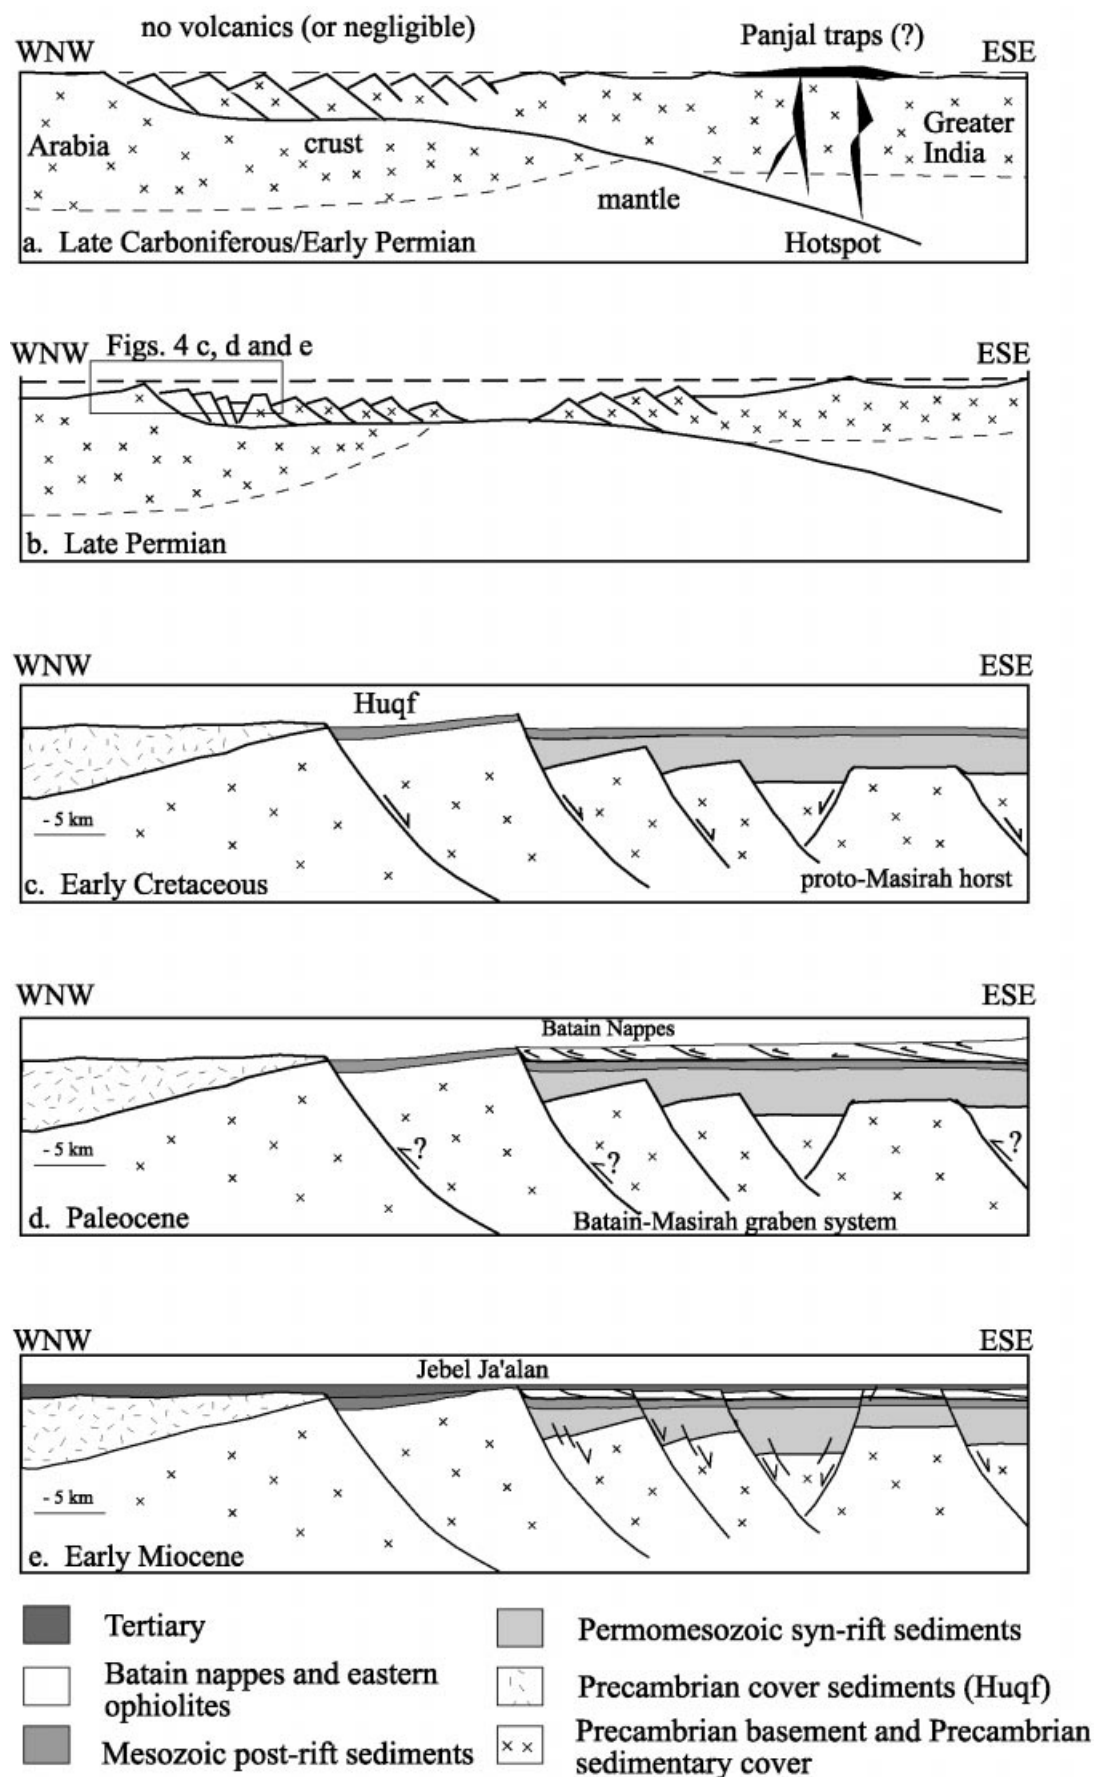 no volcanics (or negligible)
WNW
Panjal traps (?)
ESE
Arabia
crust
Greater
India
mantle
a. Late Carboniferous/Early Permian
Hotspot
WNW
Figs. 4 c, d and e
ESE
b. Late Permian
WNW
ESE
Huqf
- 5 km
c. Early Cretaceous
proto-Masirah horst
WNW
ESE
Batain Nappes
- 5 km
?
?
?
d. Paleocene
Batain-Masirah graben system
WNW
ESE
Jebel Ja'alan
- 5 km
e. Early Miocene
Tertiary
Batain nappes and eastern
ophiolites
Mesozoic post-rift sediments
Permomesozoic syn-rift sediments
Precambrian cover sediments (Huqf)
Precambrian basement and Precambrian
sedimentary cover